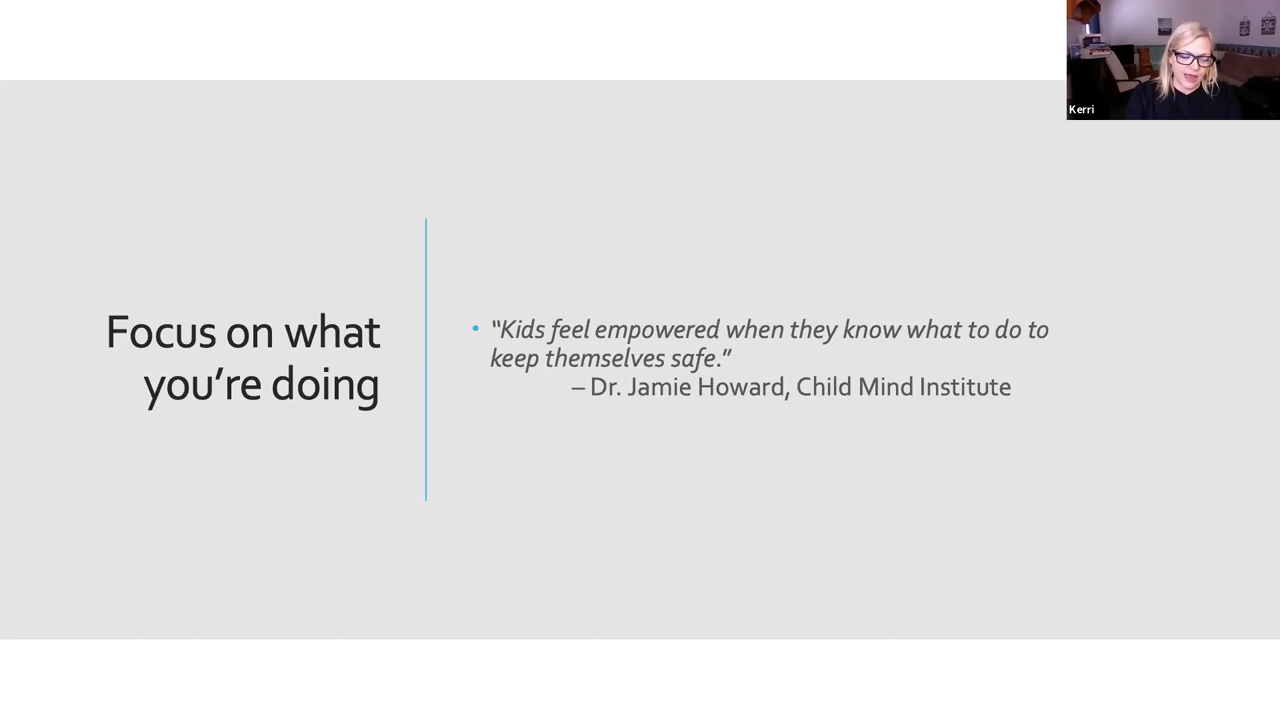 Kerri
Focus on what
you're doing
• “Kids feel empowered when they know what to do to
keep themselves safe.”
– Dr. Jamie Howard, Child Mind Institute